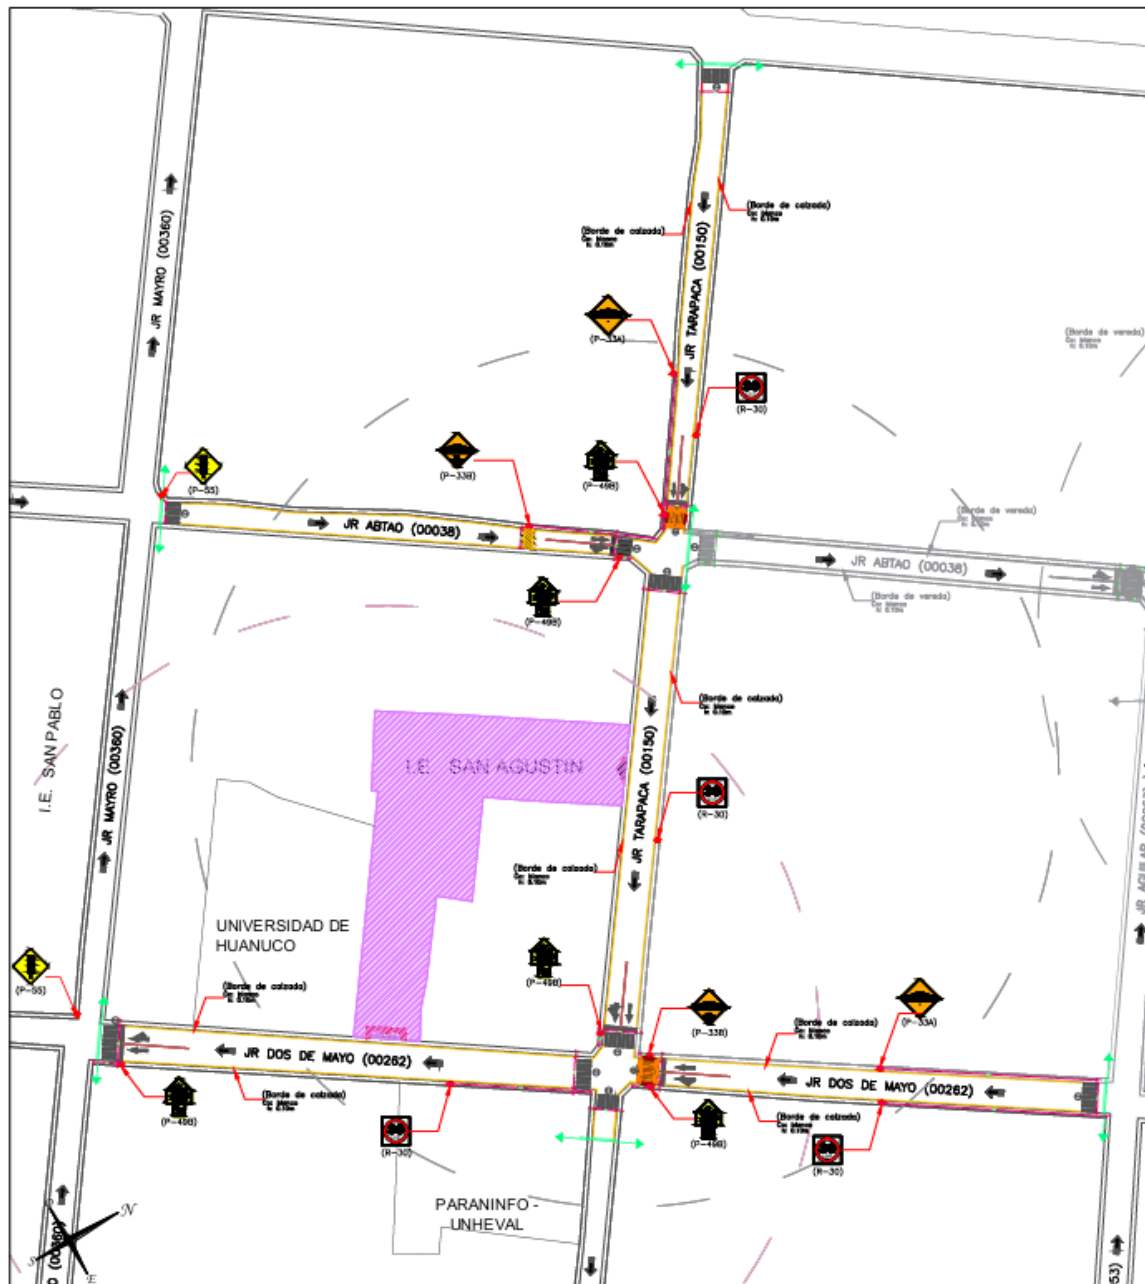 JR MAYRO (00360)
(Borde de calzada)
(Borde de calzada)
JR TARAPACA (00150)
(P-33A)
(Borde de vereda)
(R-30)
(P-55)
(P-33B)
(P-49B)
JR ABTAO (00038)
(Borde de vereda)
JR ABTAO (00038)
(Borde de vereda)
(P-49B)
I.E. SAN PABLO
JR MAYRO (00360)
(Borde de calzada)
I.E. SAN AGUSTIN
JR TARAPACA (00150)
(R-30)
(Borde de calzada)
JR AGUILAR
UNIVERSIDAD DE
HUANUCO
(P-55)
(Borde de calzada)
(P-49B)
(P-33B)
(P-33A)
(Borde de calzada)
JR DOS DE MAYO (00262)
JR DOS DE MAYO (00262)
(Borde de calzada)
(P-49B)
(R-30)
(P-49B)
(Borde de calzada)
(R-30)
PARANINFO -
UNHEVAL
N
S
E
O (00360)
53)